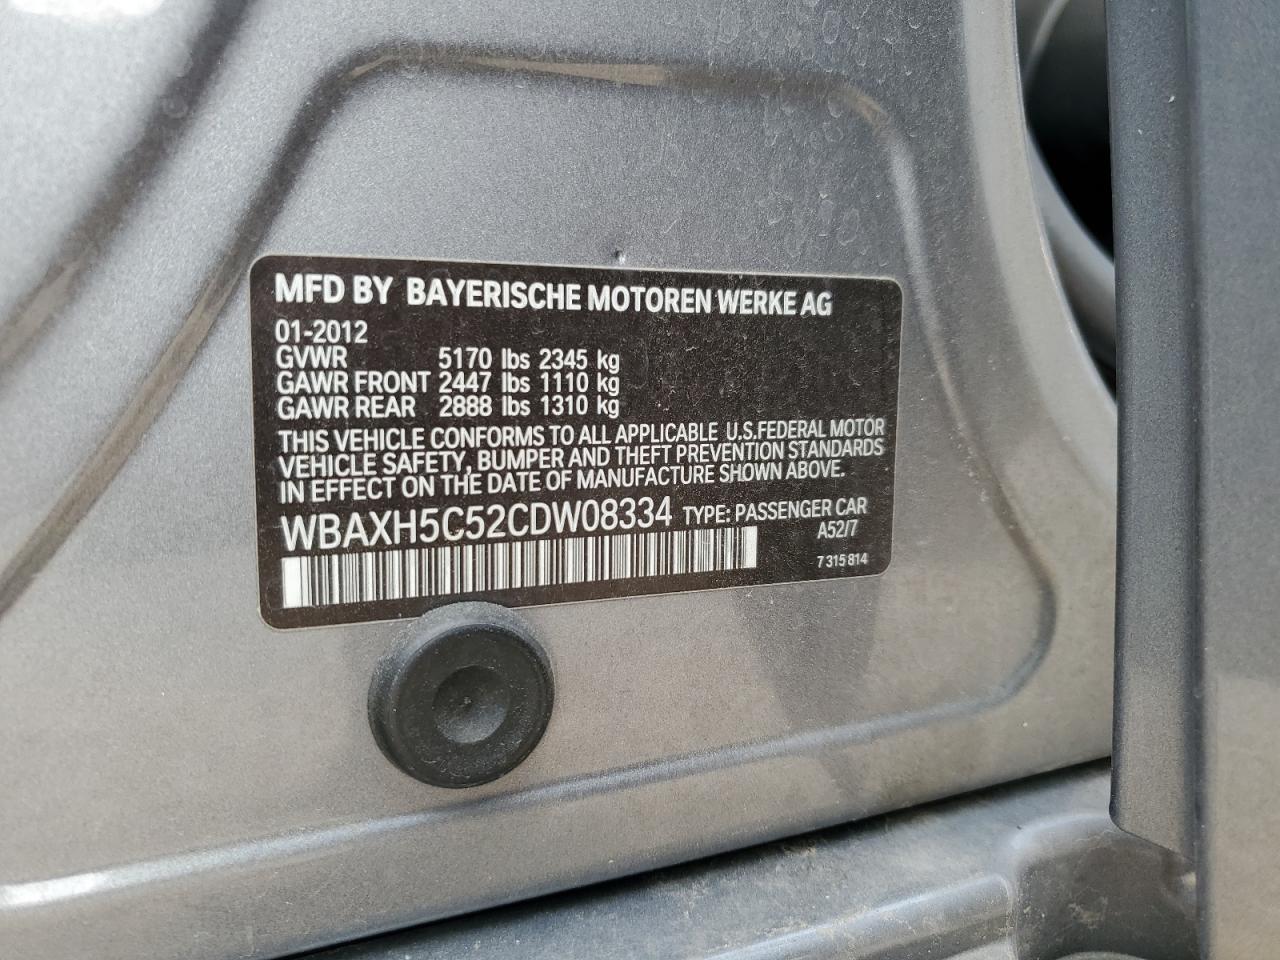 MFD BY BAYERISCHE MOTOREN WERKE AG
01-2012
GVWR 5170 lbs 2345 kg
GAWR FRONT 2447 lbs 1110 kg
GAWR REAR 2888 lbs 1310 kg
THIS VEHICLE CONFORMS TO ALL APPLICABLE U.S.FEDERAL MOTOR
VEHICLE SAFETY, BUMPER AND THEFT PREVENTION STANDARDS
IN EFFECT ON THE DATE OF MANUFACTURE SHOWN ABOVE.
WBAXH5C52CDW08334 TYPE: PASSENGER CAR
A52/7
7 315 814